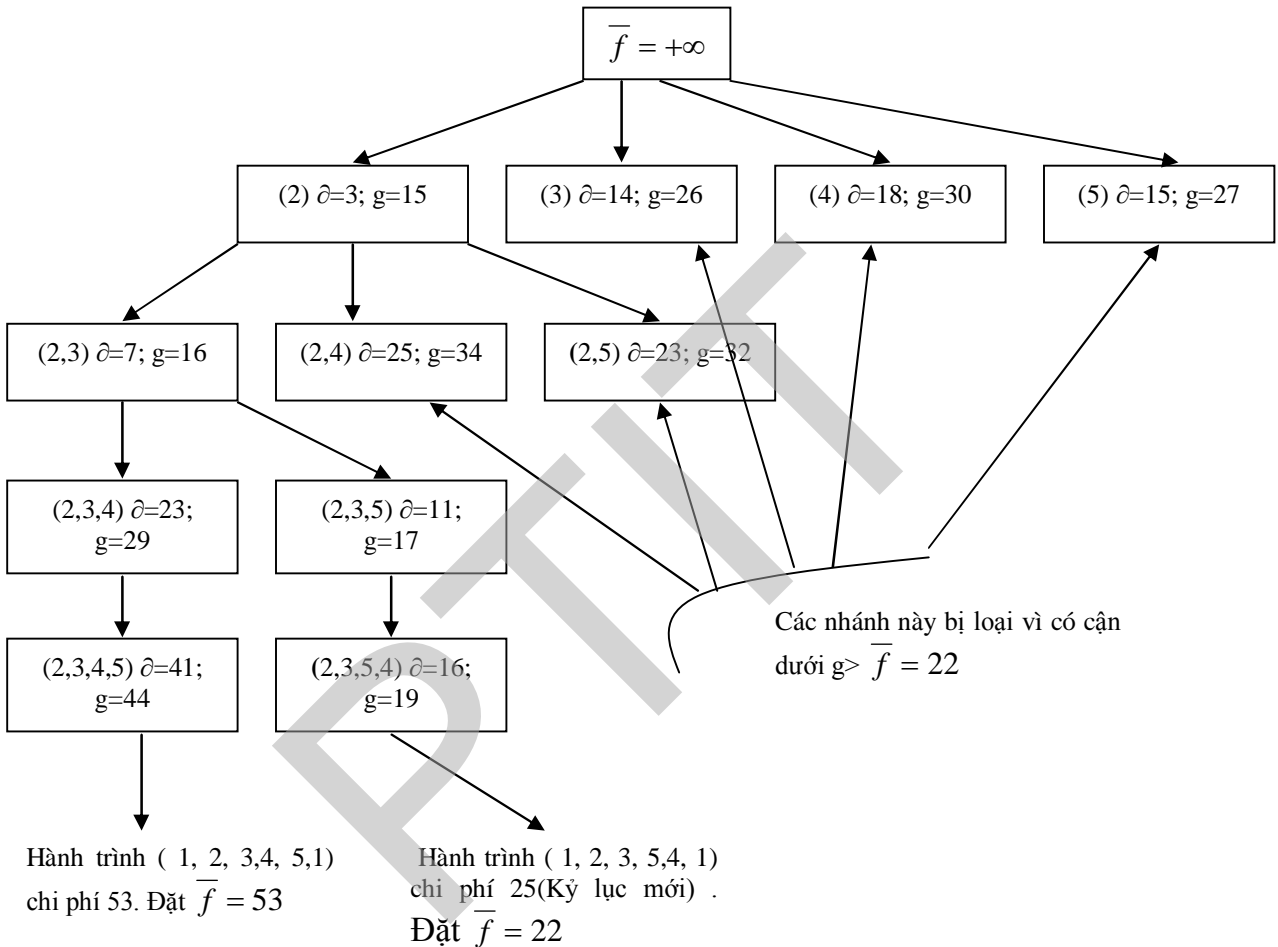 f̅ = +∞
(2) ∂=3; g=15
(3) ∂=14; g=26
(4) ∂=18; g=30
(5) ∂=15; g=27
(2,3) ∂=7; g=16
(2,4) ∂=25; g=34
(2,5) ∂=23; g=32
(2,3,4) ∂=23;
g=29
(2,3,5) ∂=11;
g=17
Các nhánh này bị loại vì có cận
dưới g> f̅ = 22
(2,3,4,5) ∂=41;
g=44
(2,3,5,4) ∂=16;
g=19
Hành trình ( 1, 2, 3,4, 5,1)
chi phí 53. Đặt f̅ = 53
Hành trình ( 1, 2, 3, 5,4, 1)
chi phí 25(Kỷ lục mới) .
Đặt f̅ = 22
PTIT